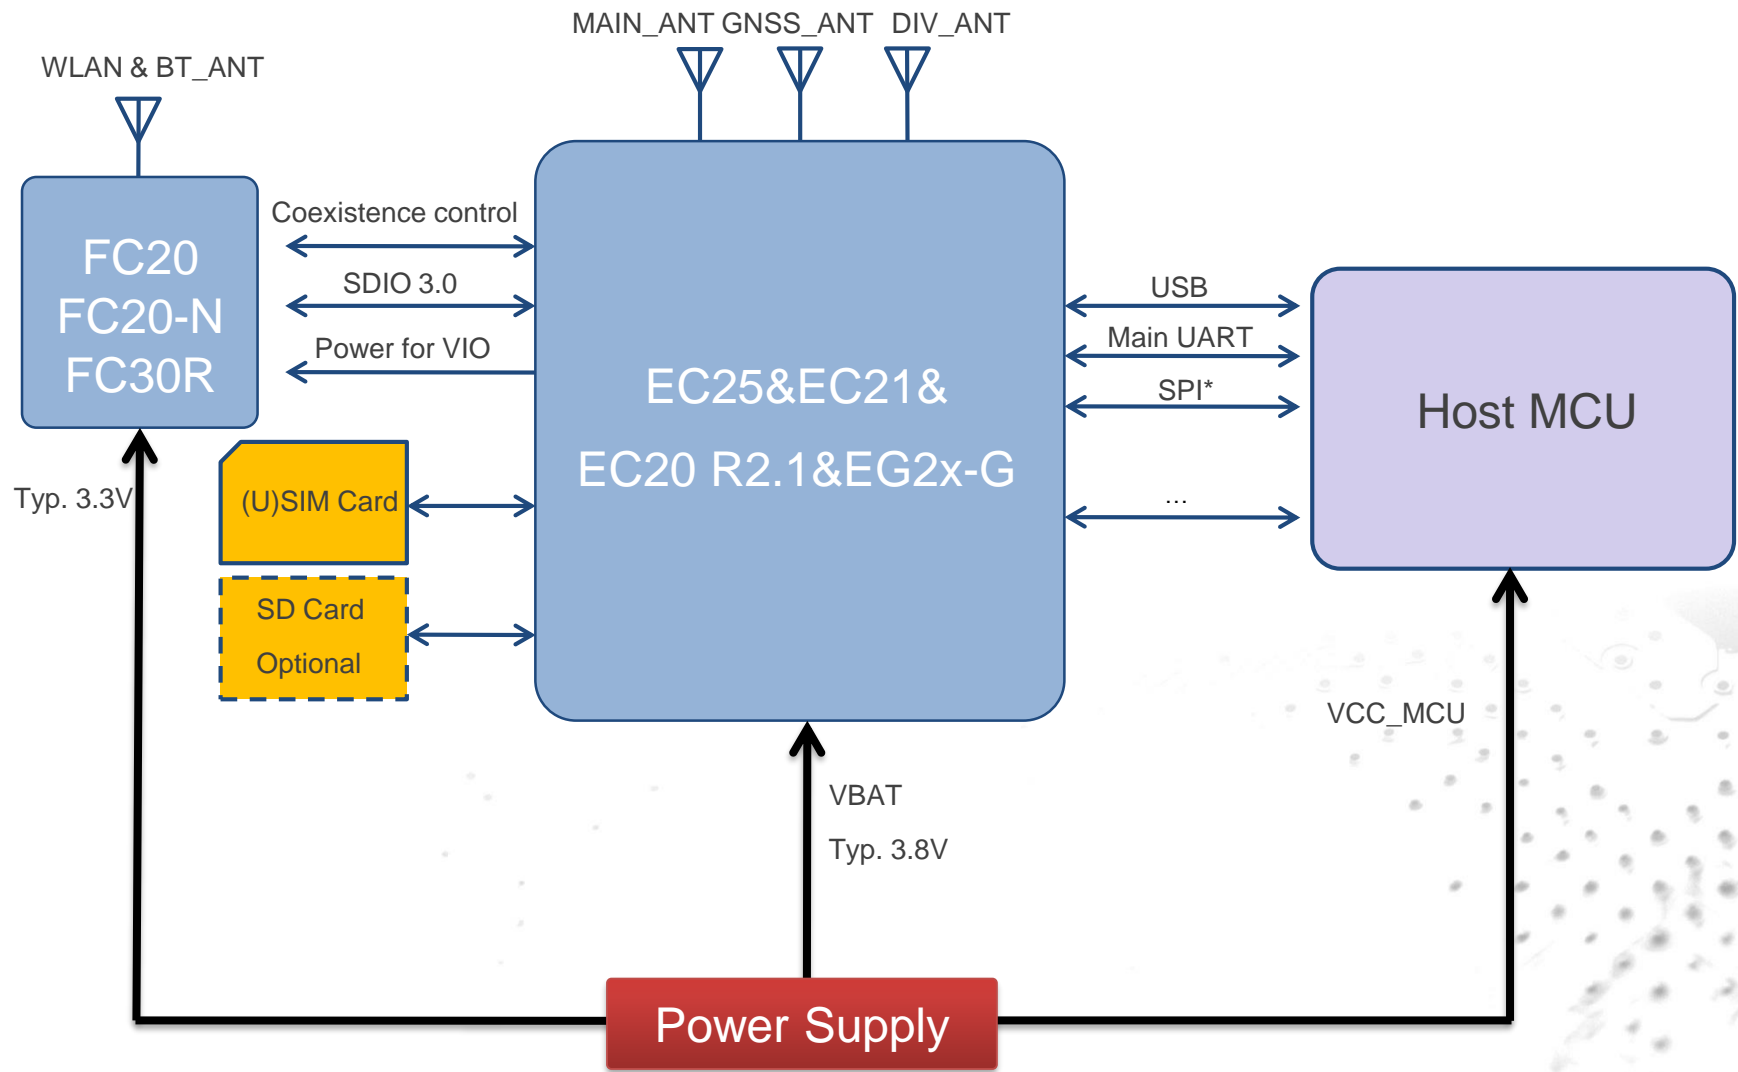 MAIN_ANT GNSS_ANT DIV_ANT
WLAN & BT_ANT
Coexistence control
FC20
FC20-N
FC30R
SDIO 3.0
Power for VIO
EC25&EC21&
EC20 R2.1&EG2x-G
USB
Main UART
SPI*
...
Host MCU
Typ. 3.3V
(U)SIM Card
SD Card
Optional
VCC_MCU
VBAT
Typ. 3.8V
Power Supply